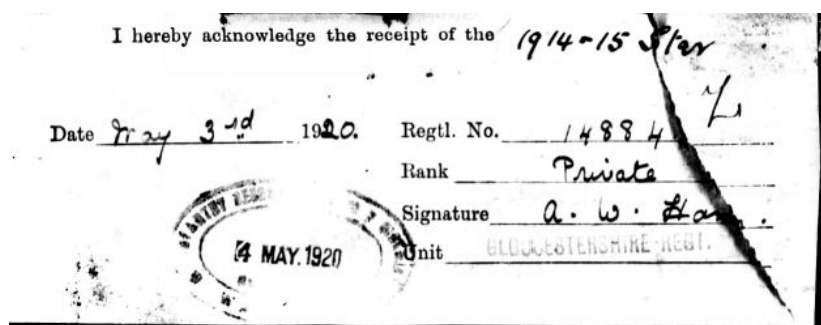 I hereby acknowledge the receipt of the 1914-15 Star
Date May 3rd 1920. Regtl. No. 14884
Rank Private
Signature A. W.
4 MAY.1920
Unit GLOUCESTERSHIRE REGT.